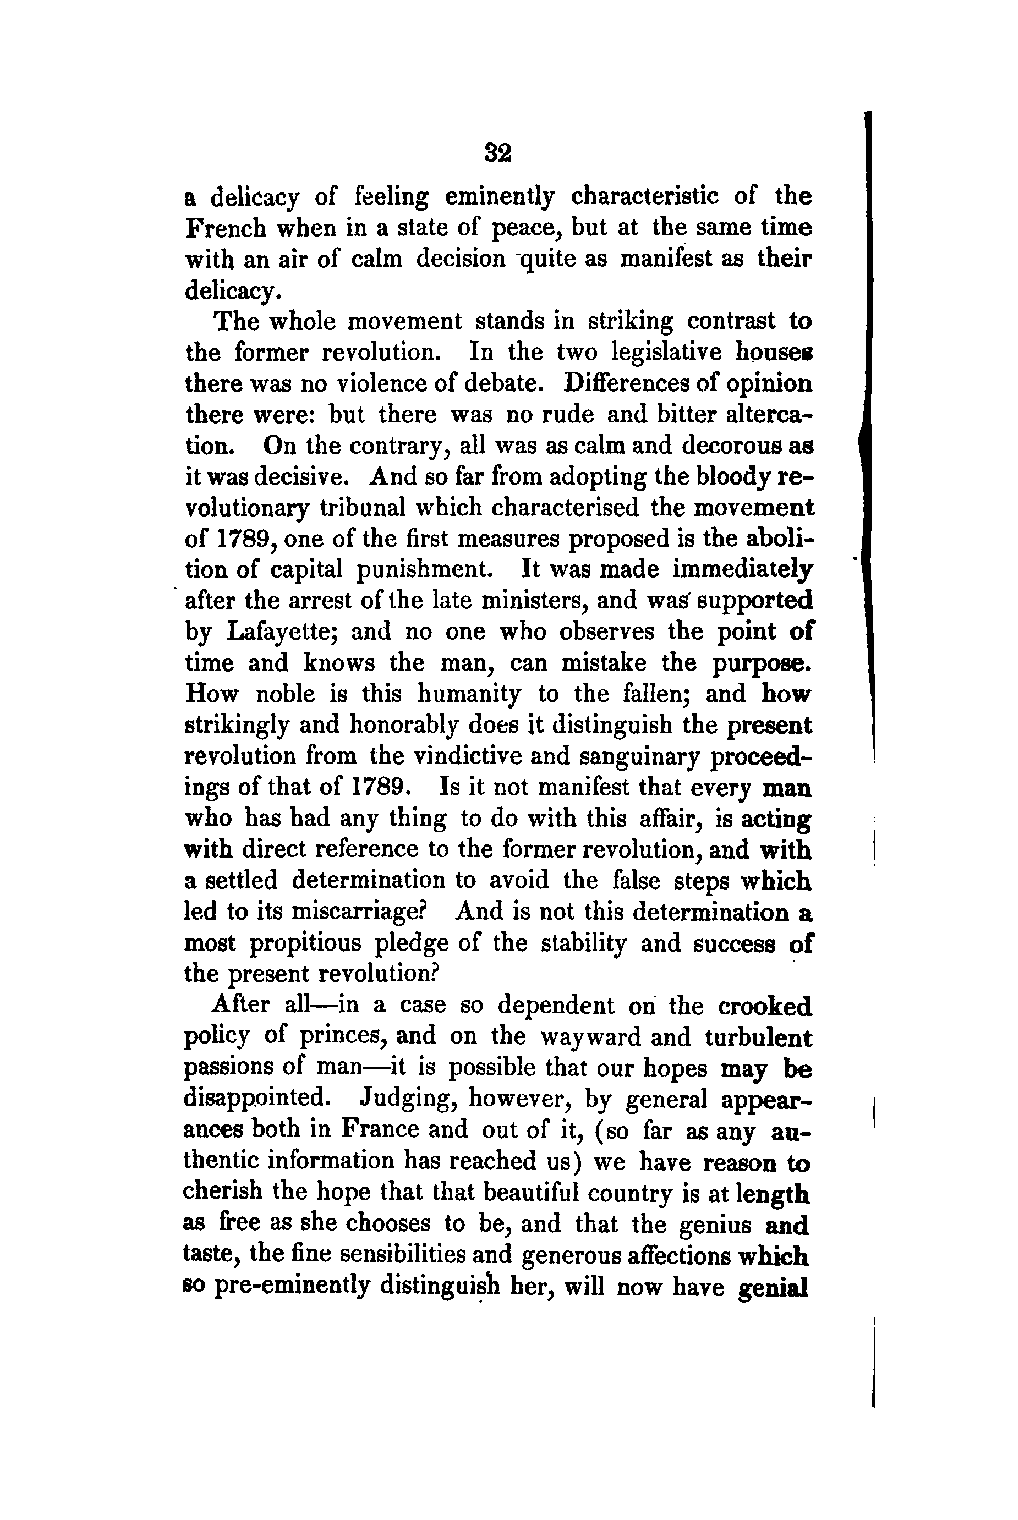 32
a delicacy of feeling eminently characteristic of the
French when in a state of peace, but at the same time
with an air of calm decision quite as manifest as their
delicacy.
The whole movement stands in striking contrast to
the former revolution. In the two legislative houses
there was no violence of debate. Differences of opinion
there were: but there was no rude and bitter alterca-
tion. On the contrary, all was as calm and decorous as
it was decisive. And so far from adopting the bloody re-
volutionary tribunal which characterised the movement
of 1789, one of the first measures proposed is the aboli-
tion of capital punishment. It was made immediately
after the arrest of the late ministers, and was supported
by Lafayette; and no one who observes the point of
time and knows the man, can mistake the purpose.
How noble is this humanity to the fallen; and how
strikingly and honorably does it distinguish the present
revolution from the vindictive and sanguinary proceed-
ings of that of 1789. Is it not manifest that every man
who has had any thing to do with this affair, is acting
with direct reference to the former revolution, and with
a settled determination to avoid the false steps which
led to its miscarriage? And is not this determination a
most propitious pledge of the stability and success of
the present revolution?
After all—in a case so dependent on the crooked
policy of princes, and on the wayward and turbulent
passions of man—it is possible that our hopes may be
disappointed. Judging, however, by general appear-
ances both in France and out of it, (so far as any au-
thentic information has reached us) we have reason to
cherish the hope that that beautiful country is at length
as free as she chooses to be, and that the genius and
taste, the fine sensibilities and generous affections which
so pre-eminently distinguish her, will now have genial